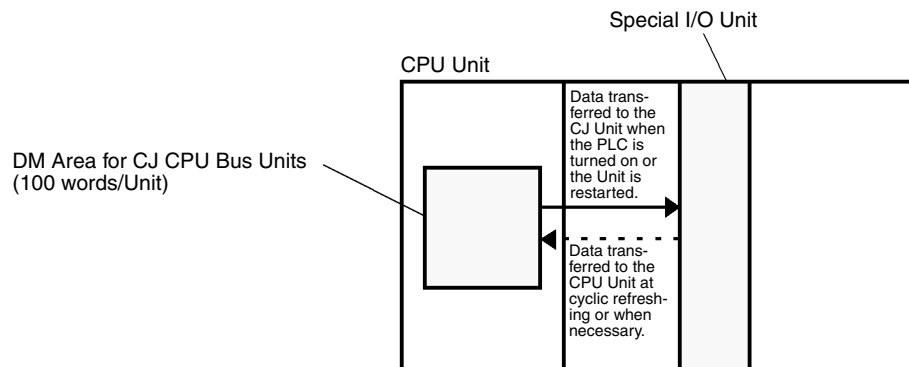 Special I/O Unit
CPU Unit
Data trans-
ferred to the
CJ Unit when
the PLC is
turned on or
the Unit is
restarted.
DM Area for CJ CPU Bus Units
(100 words/Unit)
Data trans-
ferred to the
CPU Unit at
cyclic refresh-
ing or when
necessary.